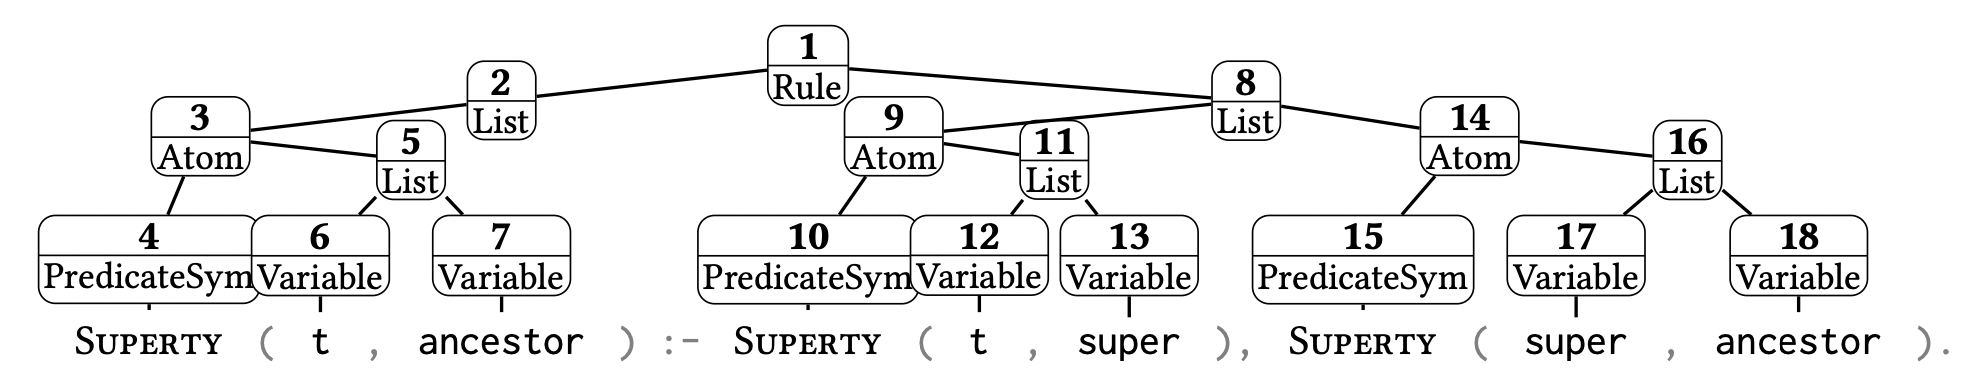 1
Rule
2
List
8
List
3
Atom
9
Atom
14
Atom
5
List
11
List
16
List
4
PredicateSym
6
Variable
7
Variable
10
PredicateSym
12
Variable
13
Variable
15
PredicateSym
17
Variable
18
Variable
SUPERTY ( t , ancestor ) :- SUPERTY ( t , super ), SUPERTY ( super , ancestor ).